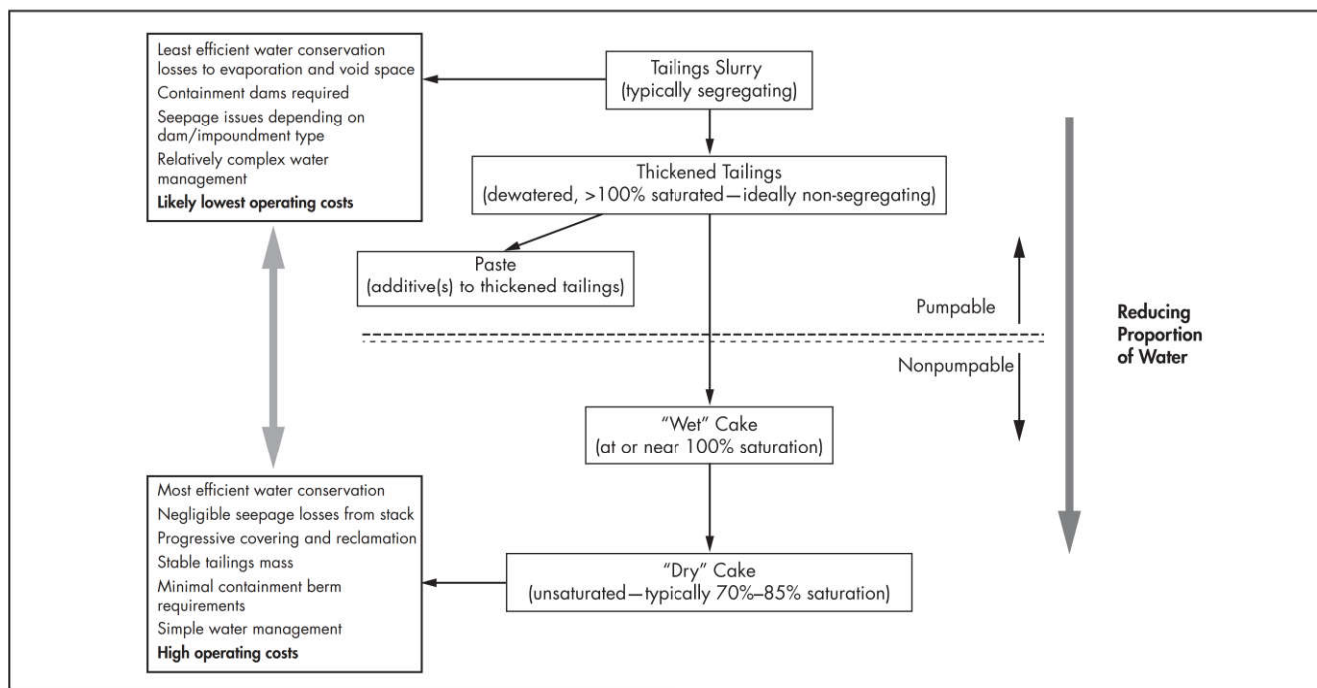 Least efficient water conservation
losses to evaporation and void space
Containment dams required
Seepage issues depending on
dam/impoundment type
Relatively complex water
management
Likely lowest operating costs
Tailings Slurry
(typically segregating)
Thickened Tailings
(dewatered, >100% saturated—ideally non-segregating)
Paste
(additive(s) to thickened tailings)
Pumpable
Nonpumpable
Reducing
Proportion
of Water
“Wet” Cake
(at or near 100% saturation)
Most efficient water conservation
Negligible seepage losses from stack
Progressive covering and reclamation
Stable tailings mass
Minimal containment berm
requirements
Simple water management
High operating costs
“Dry” Cake
(unsaturated—typically 70%–85% saturation)